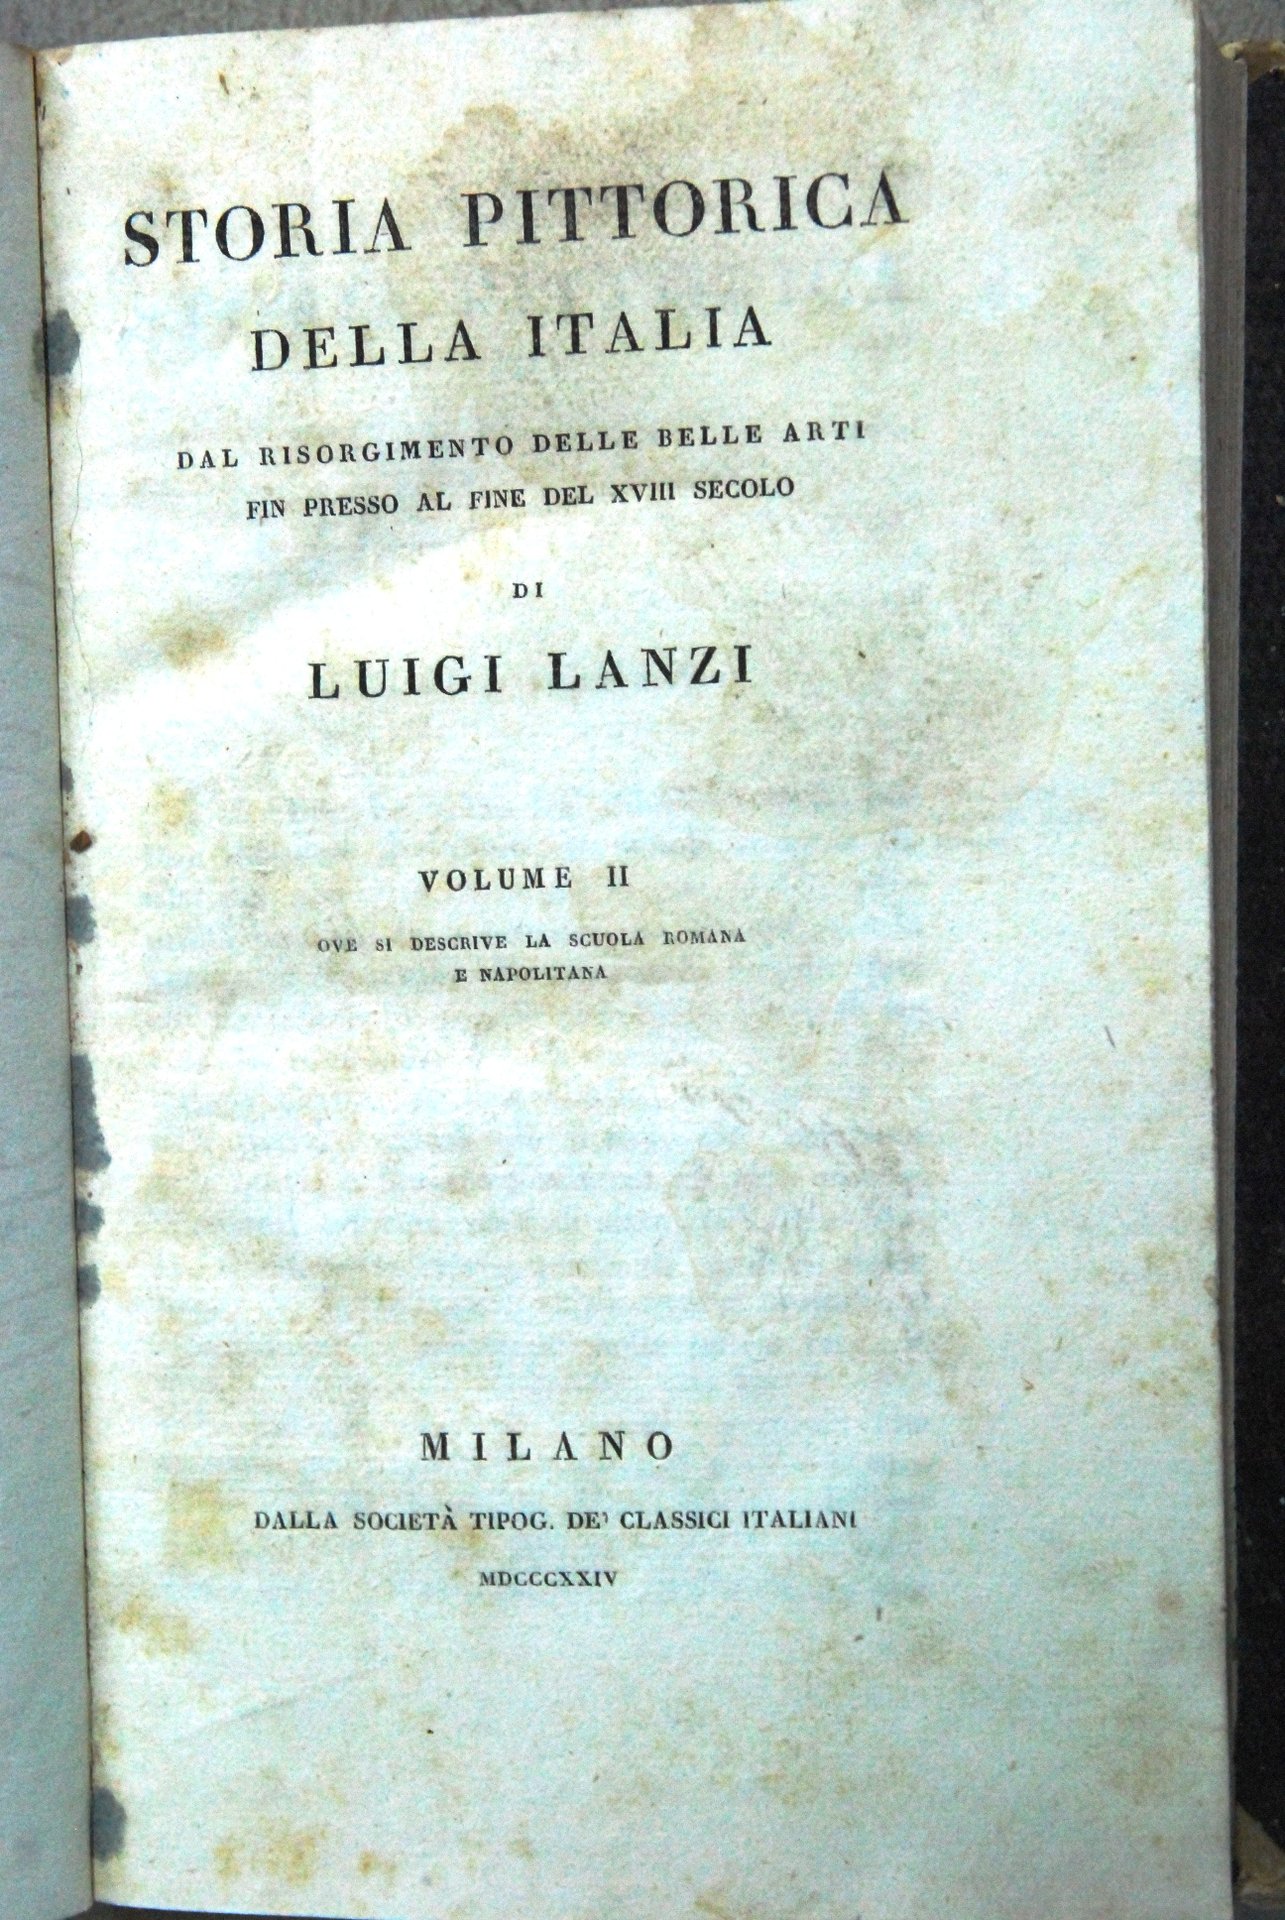 STORIA PITTORICA
DELLA ITALIA
DAL RISORGIMENTO DELLE BELLE ARTI
FIN PRESSO AL FINE DEL XVIII SECOLO
DI
LUIGI LANZI
VOLUME II
OVE SI DESCRIVE LA SCUOLA ROMANA
E NAPOLITANA
MILANO
DALLA SOCIETÀ TIPOG. DE' CLASSICI ITALIANI
MDCCCXXIV